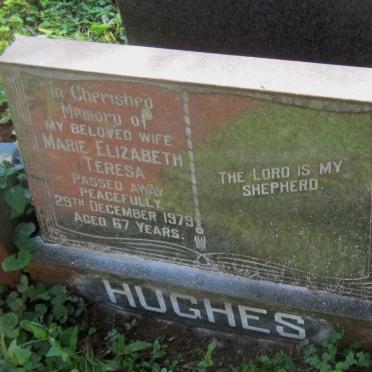 In Cherished
Memory of
MY BELOVED WIFE
MARIE ELIZABETH
TERESA
PASSED AWAY
PEACEFULLY
29TH DECEMBER 1979
AGED 67 YEARS.
THE LORD IS MY
SHEPHERD.
HUGHES